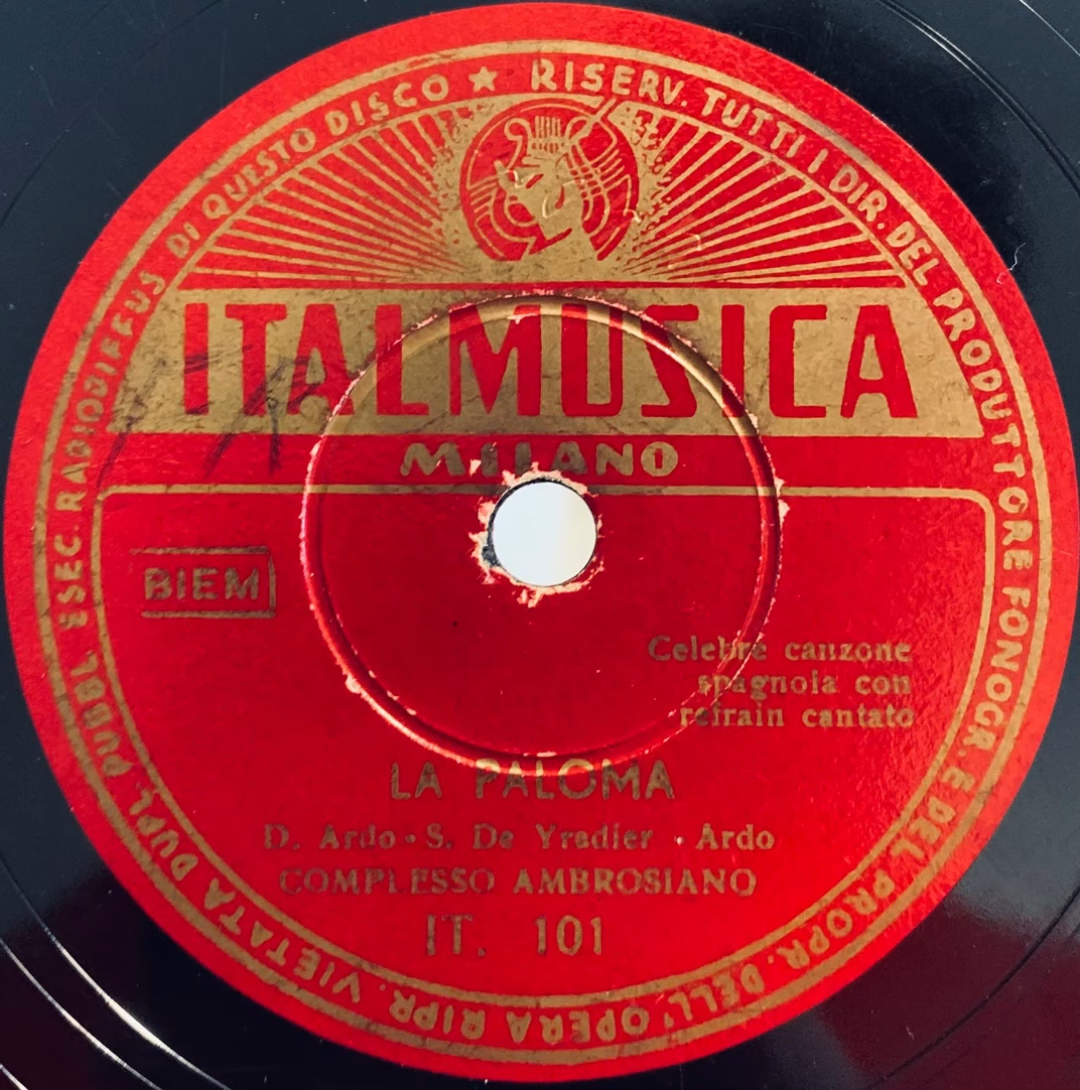 ★ RISERV. TUTTI I DIR. DEL PRODUTTORE FONOGR. E DEL PROPR. DELL'OPERA RIPR. VIETATA DUPL. PUBBL. ESEC. RADIODIFFUS. DI QUESTO DISCO
ITALMUSICA
MILANO
BIEM
Celebre canzone
spagnola con
refrain cantato
LA PALOMA
D. Ardo • S. De Yradier • Ardo
COMPLESSO AMBROSIANO
IT. 101